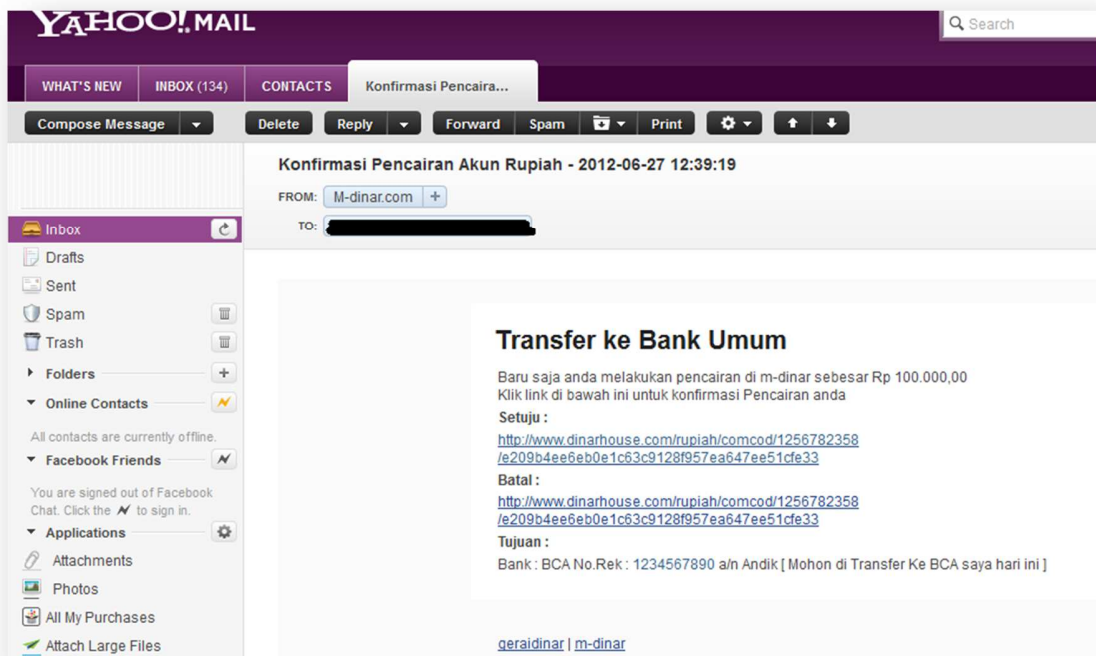 YAHOO! MAIL
Search
WHAT'S NEW INBOX (134) CONTACTS Konfirmasi Pencaira...
Compose Message Delete Reply Forward Spam Print
Konfirmasi Pencairan Akun Rupiah - 2012-06-27 12:39:19
FROM: M-dinar.com +
TO:
Inbox
Drafts
Sent
Spam
Trash
Folders
Online Contacts
All contacts are currently offline.
Facebook Friends
You are signed out of Facebook
Chat. Click the to sign in.
Applications
Attachments
Photos
All My Purchases
Attach Large Files
Transfer ke Bank Umum
Baru saja anda melakukan pencairan di m-dinar sebesar Rp 100.000,00
Klik link di bawah ini untuk konfirmasi Pencairan anda
Setuju :
http://www.dinarhouse.com/rupiah/comcod/1256782358
/e209b4ee6eb0e1c63c9128f957ea647ee51cfe33
Batal :
http://www.dinarhouse.com/rupiah/comcod/1256782358
/e209b4ee6eb0e1c63c9128f957ea647ee51cfe33
Tujuan :
Bank : BCA No.Rek : 1234567890 a/n Andik [ Mohon di Transfer Ke BCA saya hari ini ]
geraidinar | m-dinar